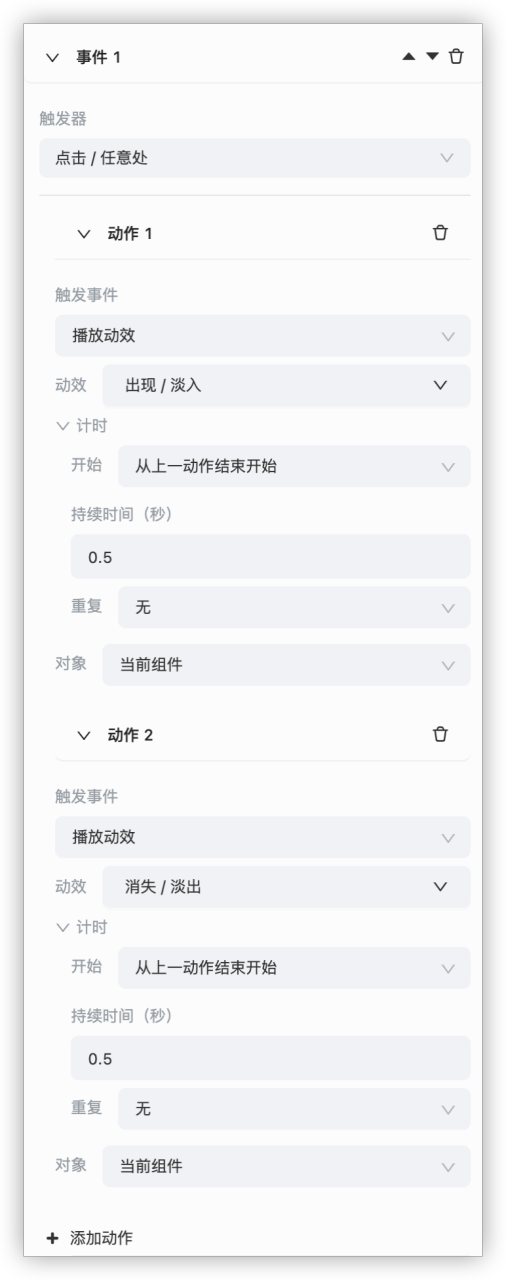 事件 1
触发器
点击 / 任意处
动作 1
触发事件
播放动效
动效 出现 / 淡入
计时
开始 从上一动作结束开始
持续时间（秒）
0.5
重复 无
对象 当前组件
动作 2
触发事件
播放动效
动效 消失 / 淡出
计时
开始 从上一动作结束开始
持续时间（秒）
0.5
重复 无
对象 当前组件
添加动作